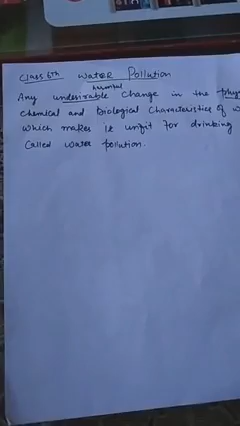 Class 6th Water Pollution
harmful
Any undesirable change in the
chemical and Biological characteristics of
which makes it unfit for drinking
called water pollution.